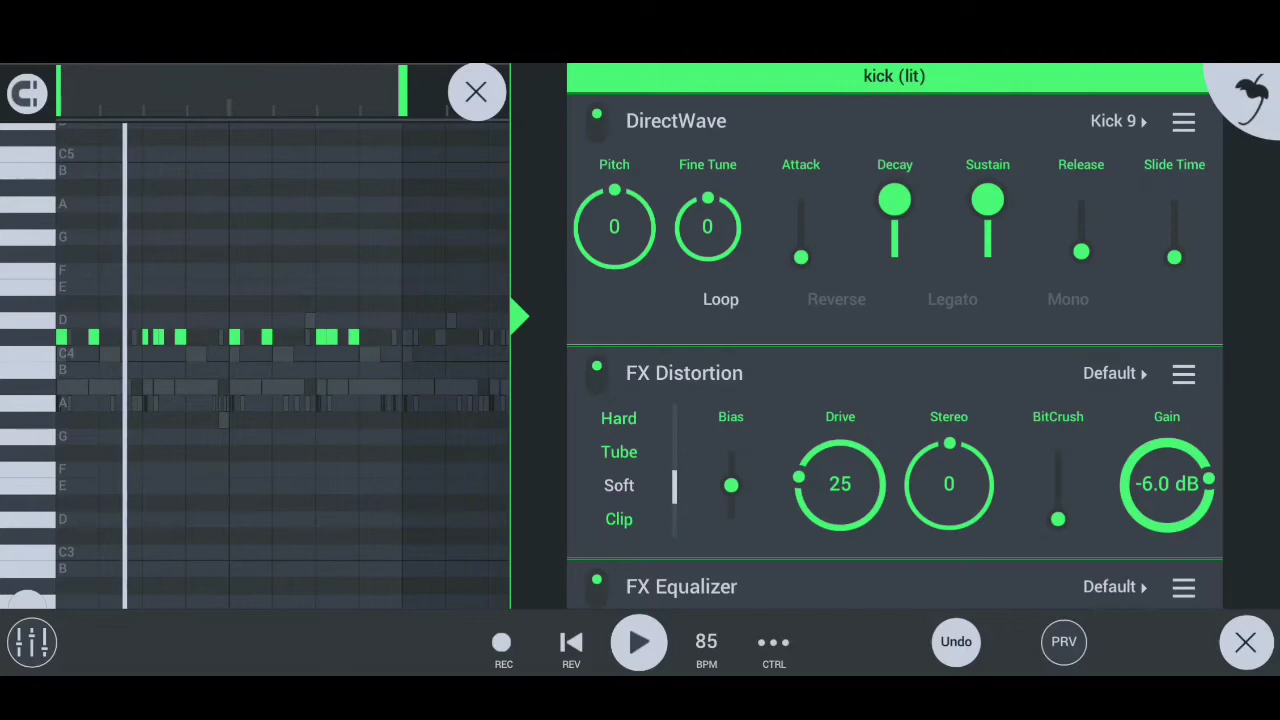 kick (lit)
DirectWave
Kick 9
Pitch
Fine Tune
Attack
Decay
Sustain
Release
Slide Time
0
0
Loop
Reverse
Legato
Mono
FX Distortion
Default
Hard
Tube
Soft
Clip
Bias
Drive
Stereo
BitCrush
Gain
25
0
-6.0 dB
FX Equalizer
Default
C5
B
A
G
F
E
D
C4
B
A
G
F
E
D
C3
B
REC
REV
85
BPM
CTRL
Undo
PRV